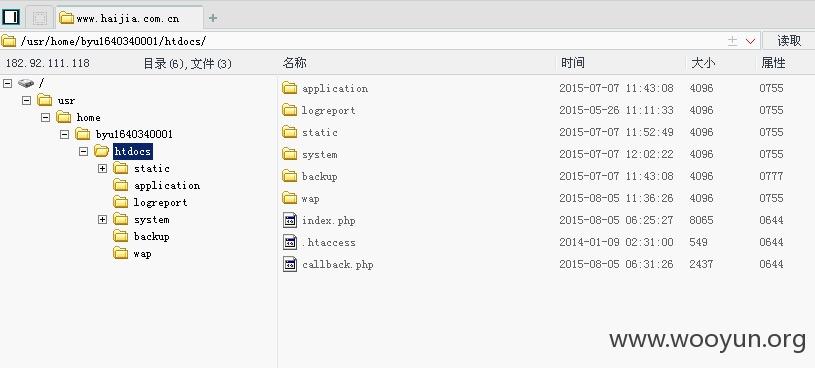 www.haijia.com.cn
/usr/home/byu1640340001/htdocs/ 读取
182.92.111.118 目录(6),文件(3) 名称 时间 大小 属性
/
usr
home
byu1640340001
htdocs
static
application
logreport
system
backup
wap
application 2015-07-07 11:43:08 4096 0755
logreport 2015-05-26 11:11:33 4096 0755
static 2015-07-07 11:52:49 4096 0755
system 2015-07-07 12:02:22 4096 0755
backup 2015-07-07 11:43:08 4096 0777
wap 2015-08-05 11:36:26 4096 0755
index.php 2015-08-05 06:25:27 8065 0644
.htaccess 2014-01-09 02:31:00 549 0644
callback.php 2015-08-05 06:31:26 2437 0644
www.wooyun.org